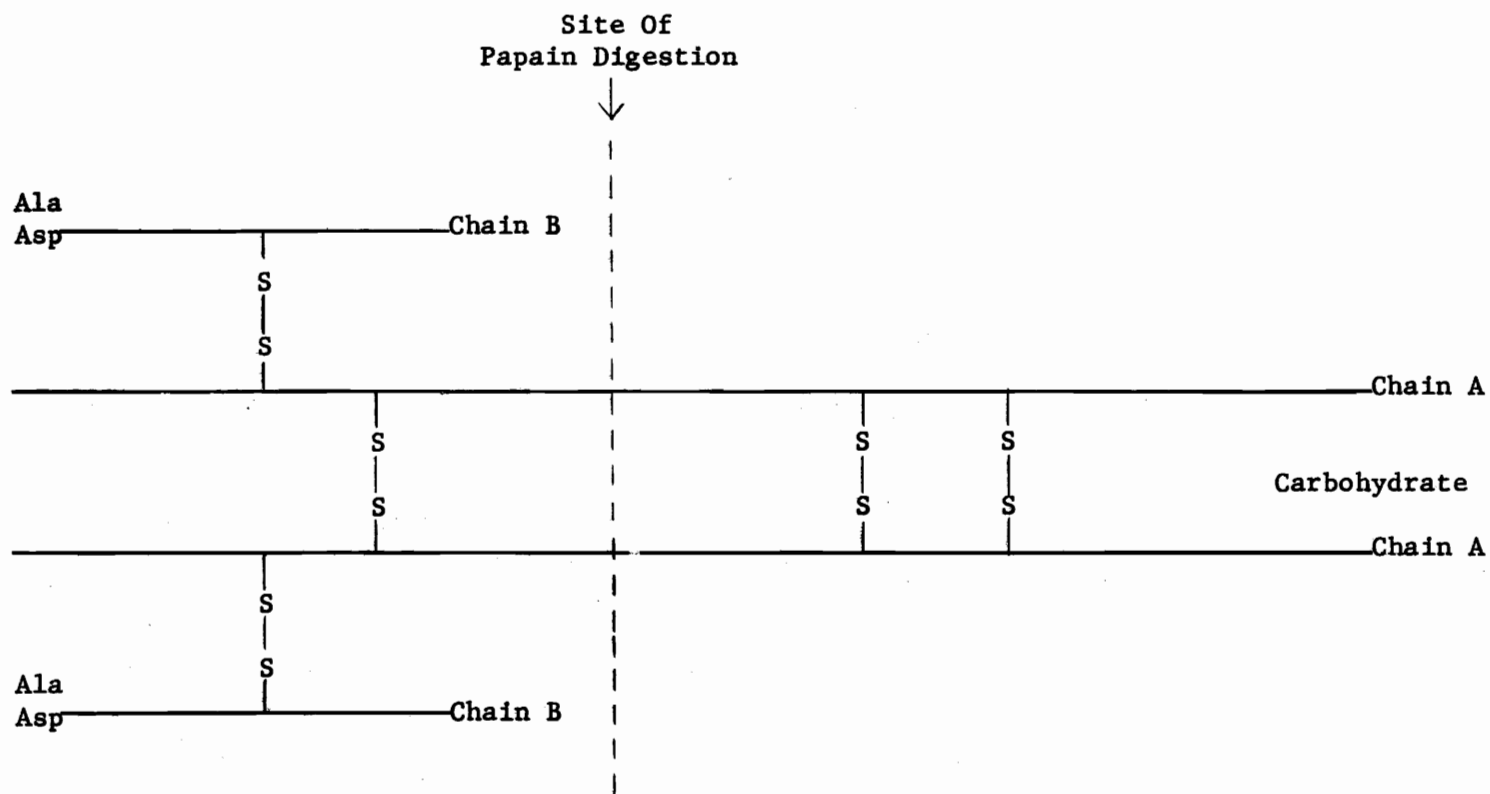 Site Of
Papain Digestion
Ala
Asp
Chain B
S
S
Chain A
S
S
S
S
S
S
Carbohydrate
Chain A
S
S
Ala
Asp
Chain B